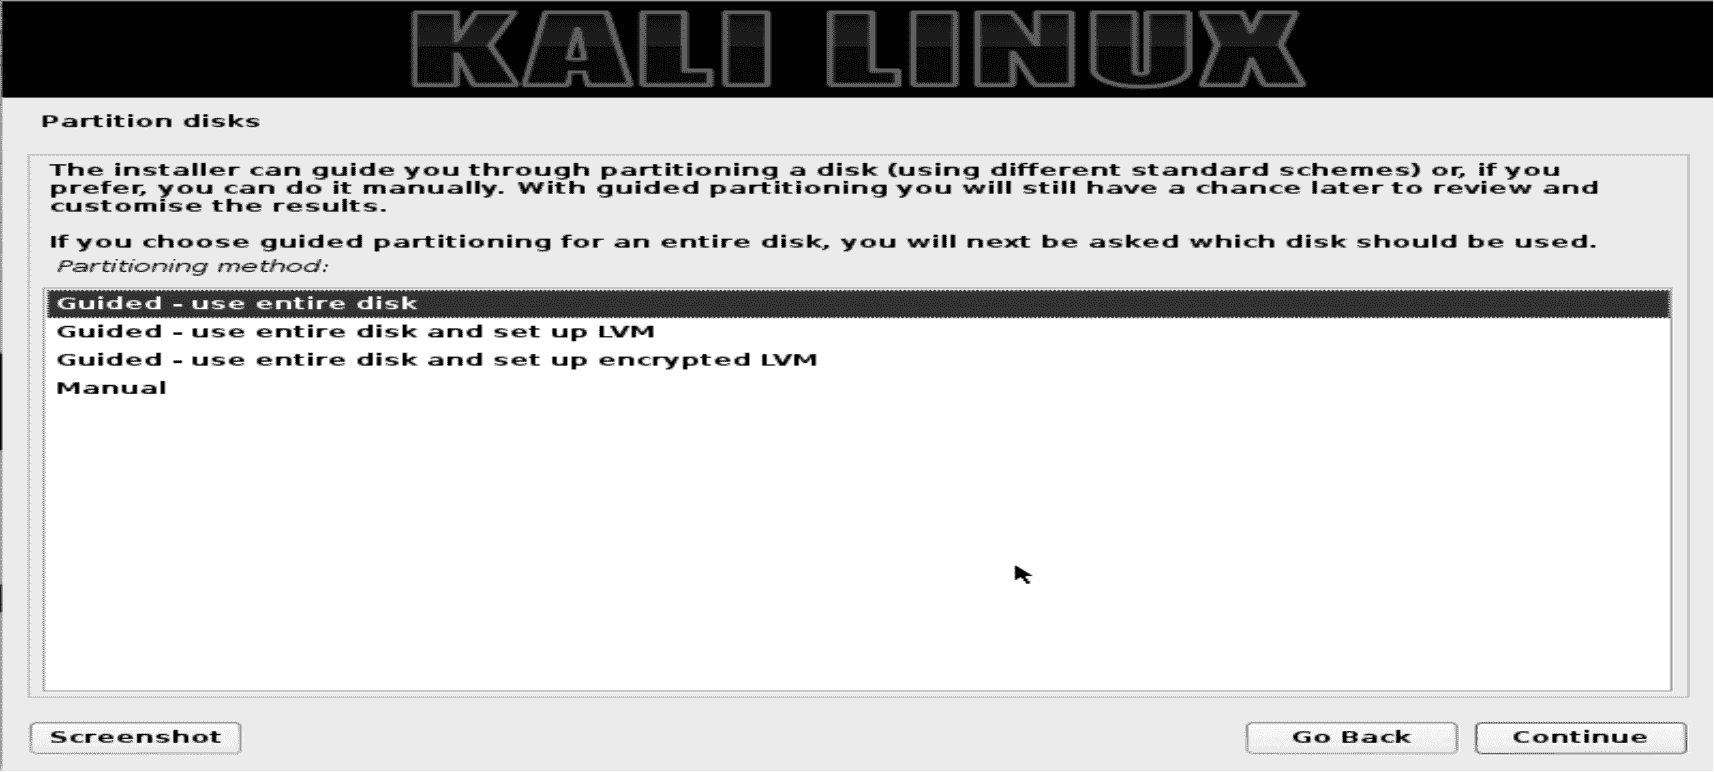 KALI LINUX
Partition disks
The installer can guide you through partitioning a disk (using different standard schemes) or, if you
prefer, you can do it manually. With guided partitioning you will still have a chance later to review and
customise the results.
If you choose guided partitioning for an entire disk, you will next be asked which disk should be used.
Partitioning method:
Guided - use entire disk
Guided - use entire disk and set up LVM
Guided - use entire disk and set up encrypted LVM
Manual
Screenshot
Go Back
Continue